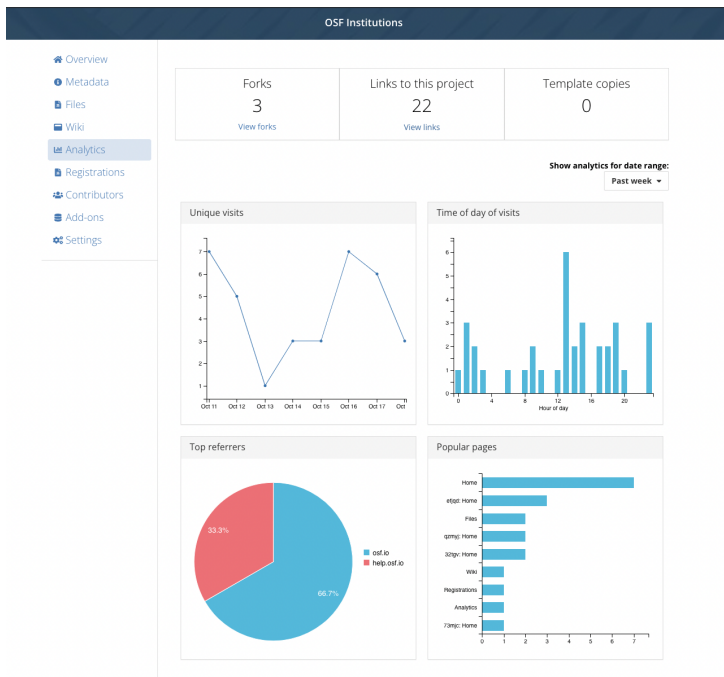 OSF Institutions
Overview
Metadata
Files
Wiki
Analytics
Registrations
Contributors
Add-ons
Settings
Forks
3
View forks
Links to this project
22
View links
Template copies
0
Show analytics for date range:
Past week
Unique visits
7
6
5
4
3
2
1
Oct 11 Oct 12 Oct 13 Oct 14 Oct 15 Oct 16 Oct 17 Oct
Time of day of visits
6
5
4
3
2
1
0
0 4 8 12 16 20
Hour of day
Top referrers
33.3%
66.7%
osf.io
help.osf.io
Popular pages
Home
efjqd: Home
Files
qzmyj: Home
32tgv: Home
Wiki
Registrations
Analytics
73mjc: Home
0 1 2 3 4 5 6 7